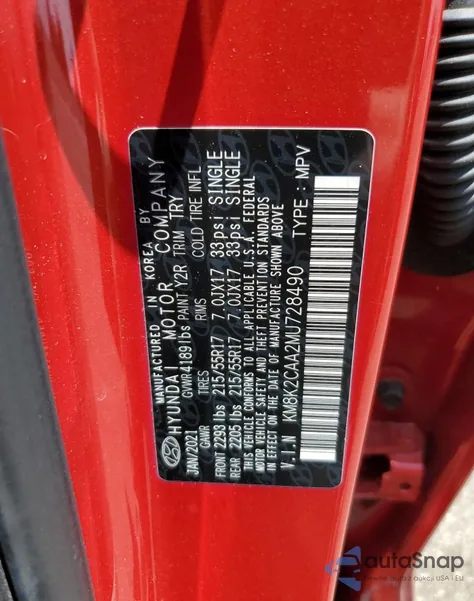 MANUFACTURED IN KOREA BY
HYUNDAI MOTOR COMPANY
JAN/2021 GVWR 4189lbs PAINT Y2R TRIM TRY
GAWR TIRES RIMS COLD TIRE INFL
FRONT 2293 lbs 215/55R17 7.0JX17 33psi SINGLE
REAR 2205 lbs 215/55R17 7.0JX17 33psi SINGLE
THIS VEHICLE CONFORMS TO ALL APPLICABLE U.S.A. FEDERAL
MOTOR VEHICLE SAFETY, BUMPER, AND THEFT PREVENTION STANDARDS
IN EFFECT ON THE DATE OF MANUFACTURE SHOWN ABOVE
V.I.N KM8K2CAA2MU728490 TYPE : MPV
autoSnap